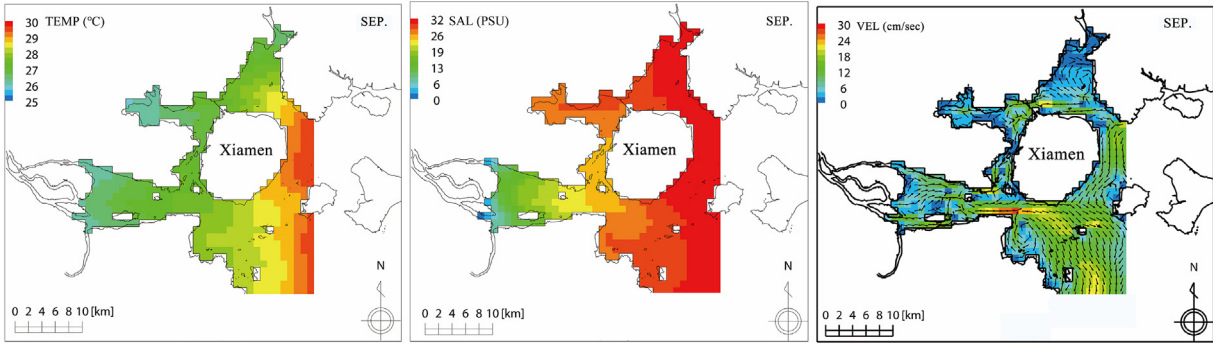 TEMP (ºC)
SEP.
30
29
28
27
26
25
Xiamen
N
0 2 4 6 8 10 [km]
SAL (PSU)
SEP.
32
26
19
13
6
0
Xiamen
N
0 2 4 6 8 10 [km]
VEL (cm/sec)
SEP.
30
24
18
12
6
0
Xiamen
N
0 2 4 6 8 10 [km]